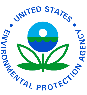 UNITED STATES
ENVIRONMENTAL PROTECTION AGENCY